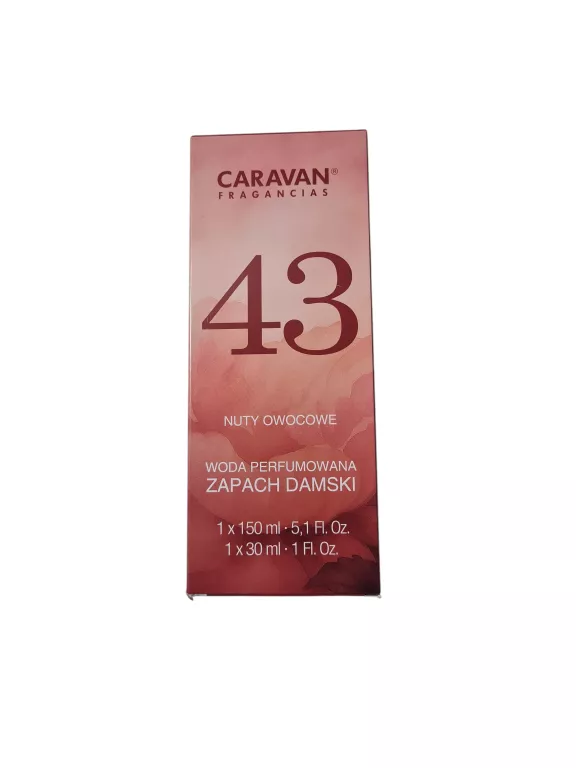 CARAVAN®
FRAGANCIAS
43
NUTY OWOCOWE
WODA PERFUMOWANA
ZAPACH DAMSKI
1 x 150 ml · 5,1 Fl. Oz.
1 x 30 ml · 1 Fl. Oz.